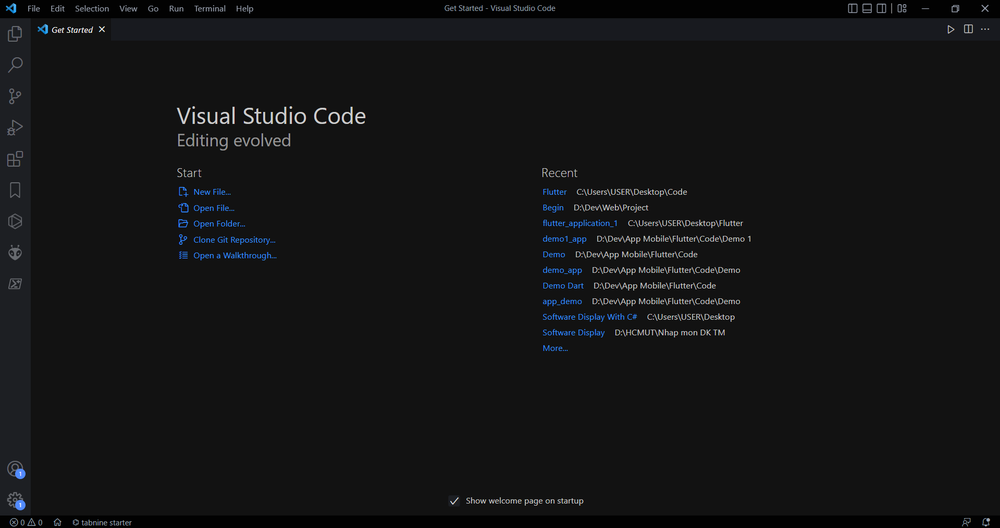 File Edit Selection View Go Run Terminal Help
Get Started - Visual Studio Code
Get Started
Visual Studio Code
Editing evolved
Start
New File...
Open File...
Open Folder...
Clone Git Repository...
Open a Walkthrough...
Recent
Flutter C:\Users\USER\Desktop\Code
Begin D:\Dev\Web\Project
flutter_application_1 C:\Users\USER\Desktop\Flutter
demo1_app D:\Dev\App Mobile\Flutter\Code\Demo 1
Demo D:\Dev\App Mobile\Flutter\Code
demo_app D:\Dev\App Mobile\Flutter\Code\Demo
Demo Dart D:\Dev\App Mobile\Flutter\Code
app_demo D:\Dev\App Mobile\Flutter\Code\Demo
Software Display With C# C:\Users\USER\Desktop
Software Display D:\HCMUT\Nhap mon DK TM
More...
1
1
Show welcome page on startup
0 0 tabnine starter